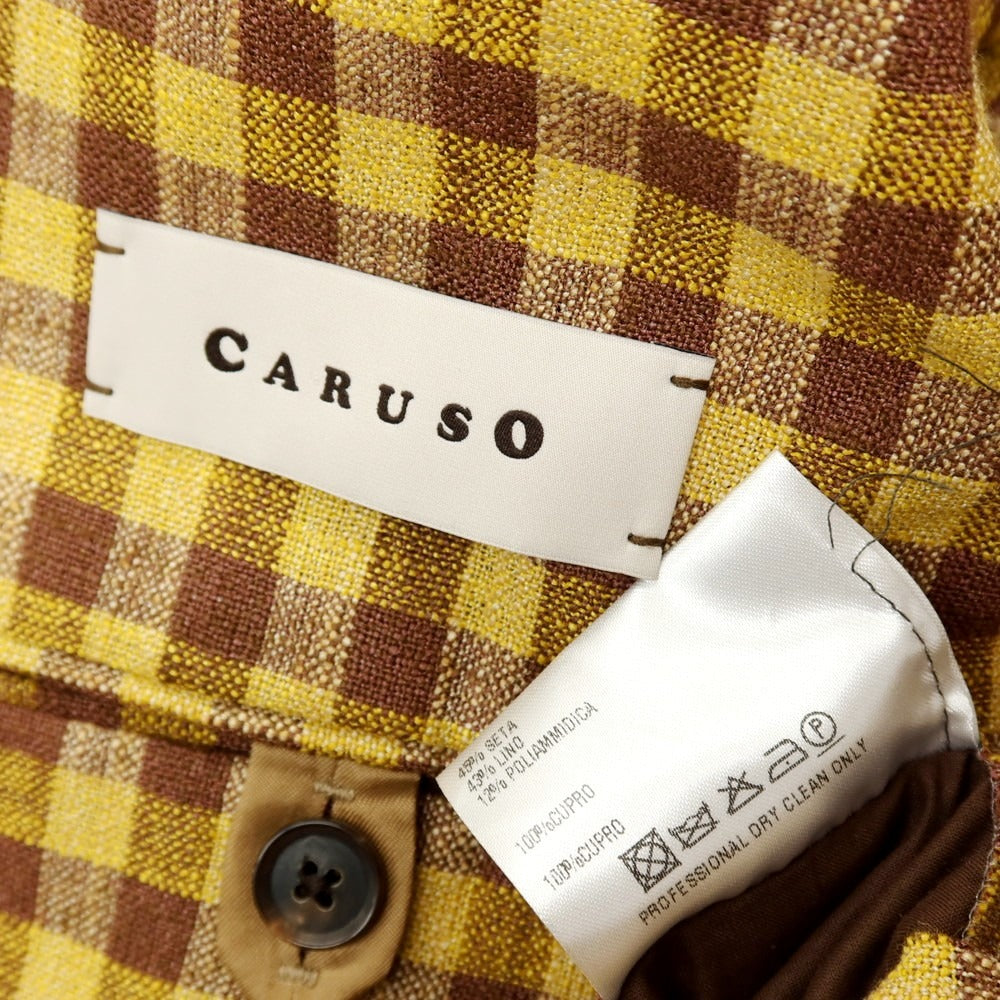 CARUSO
45% SETA
43% LINO
12% POLIAMMIDICA
100%CUPRO
100%CUPRO
P
PROFESSIONAL DRY CLEAN ONLY